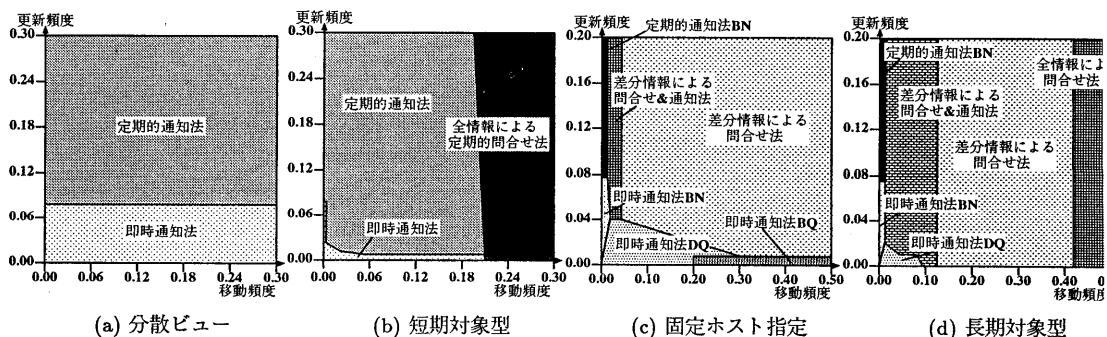 更新頻度
0.30
0.24
0.18
0.12
0.06
0.00
定期的通知法
即時通知法
0.00 0.06 0.12 0.18 0.24 0.30
移動頻度
(a) 分散ビュー
更新頻度
0.30
0.24
0.18
0.12
0.06
0.00
定期的通知法
全情報による
定期的問合せ法
即時通知法
0.00 0.06 0.12 0.18 0.24 0.30
移動頻度
(b) 短期対象型
更新頻度
0.20
0.16
0.12
0.08
0.04
0.00
定期的通知法BN
差分情報による
問合せ&通知法
差分情報による
問合せ法
即時通知法BN
即時通知法BQ
即時通知法DQ
0.00 0.10 0.20 0.30 0.40 0.50
移動頻度
(c) 固定ホスト指定
更新頻度
0.20
0.16
0.12
0.08
0.04
0.00
定期的通知法BN
全情報によ
問合せ法
差分情報による
問合せ&通知法
差分情報による
問合せ法
即時通知法BN
即時通知法DQ
0.00 0.10 0.20 0.30 0.40
移動頻度
(d) 長期対象型